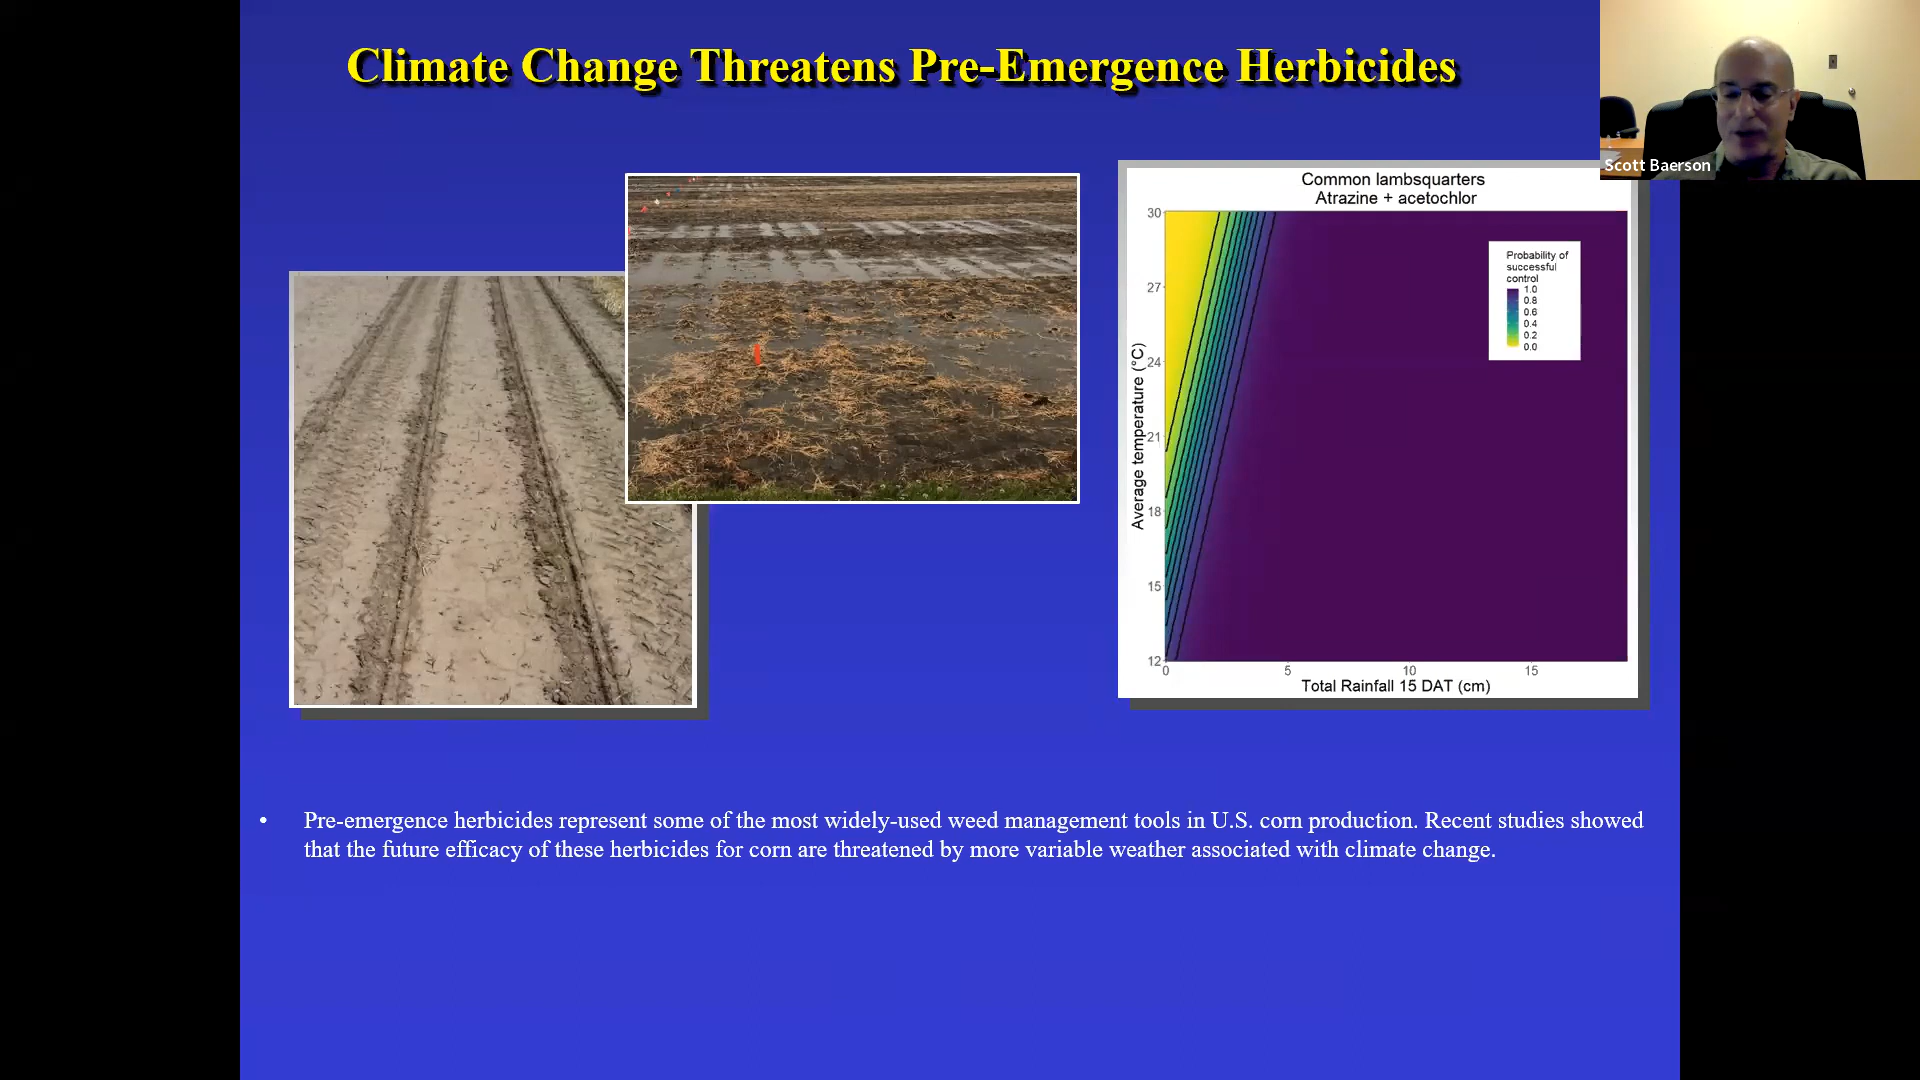 Climate Change Threatens Pre-Emergence Herbicides
Scott Baerson
Common lambsquarters
Atrazine + acetochlor
Probability of
successful
control
1.0
0.8
0.6
0.4
0.2
0.0
Average temperature (°C)
30
27
24
21
18
15
12
0
5
10
15
Total Rainfall 15 DAT (cm)
• Pre-emergence herbicides represent some of the most widely-used weed management tools in U.S. corn production. Recent studies showed
that the future efficacy of these herbicides for corn are threatened by more variable weather associated with climate change.